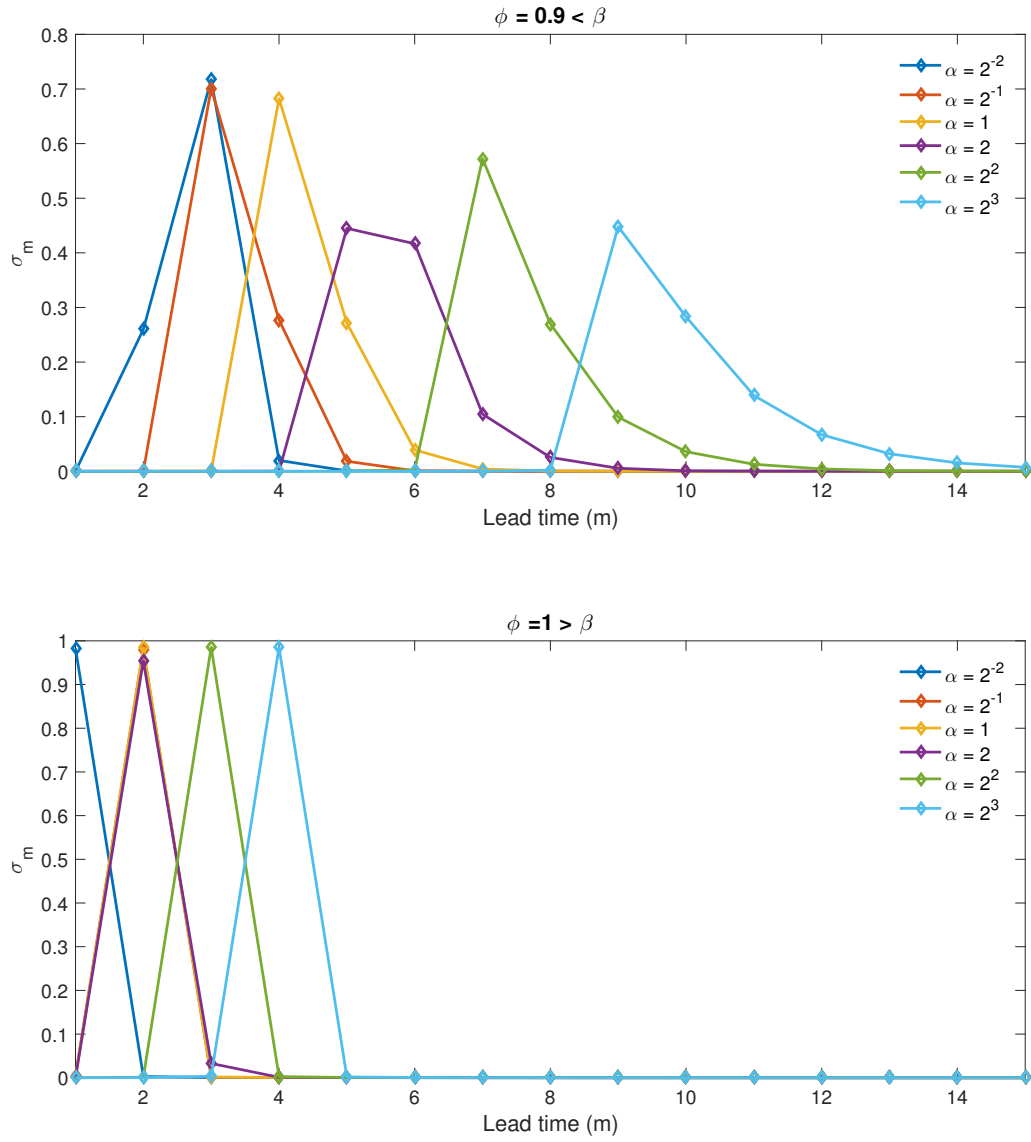 ϕ = 0.9 < β
0.8
0.7
0.6
0.5
0.4
0.3
0.2
0.1
0
σm
2 4 6 8 10 12 14
Lead time (m)
α = 2^-2
α = 2^-1
α = 1
α = 2
α = 2^2
α = 2^3
ϕ =1 > β
1
0.9
0.8
0.7
0.6
0.5
0.4
0.3
0.2
0.1
0
σm
2 4 6 8 10 12 14
Lead time (m)
α = 2^-2
α = 2^-1
α = 1
α = 2
α = 2^2
α = 2^3